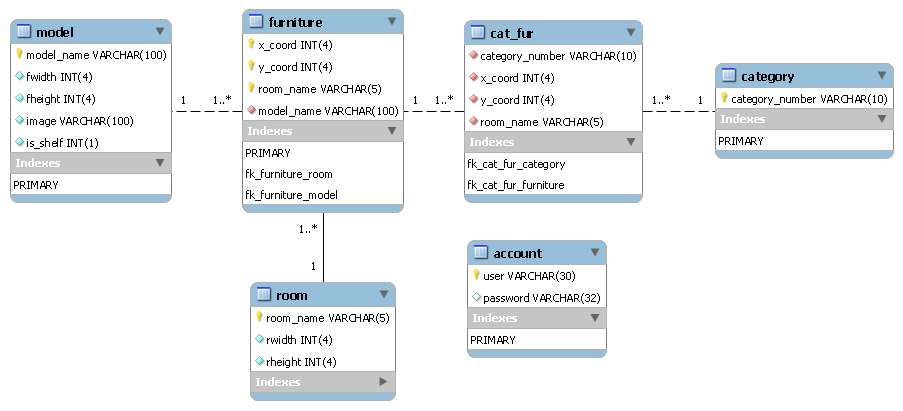 model
model_name VARCHAR(100)
fwidth INT(4)
fheight INT(4)
image VARCHAR(100)
is_shelf INT(1)
Indexes
PRIMARY
1
1..*
furniture
x_coord INT(4)
y_coord INT(4)
room_name VARCHAR(5)
model_name VARCHAR(100)
Indexes
PRIMARY
fk_furniture_room
fk_furniture_model
1
1..*
cat_fur
category_number VARCHAR(10)
x_coord INT(4)
y_coord INT(4)
room_name VARCHAR(5)
Indexes
fk_cat_fur_category
fk_cat_fur_furniture
1..*
1
category
category_number VARCHAR(10)
Indexes
PRIMARY
1..*
1
room
room_name VARCHAR(5)
rwidth INT(4)
rheight INT(4)
Indexes
account
user VARCHAR(30)
password VARCHAR(32)
Indexes
PRIMARY